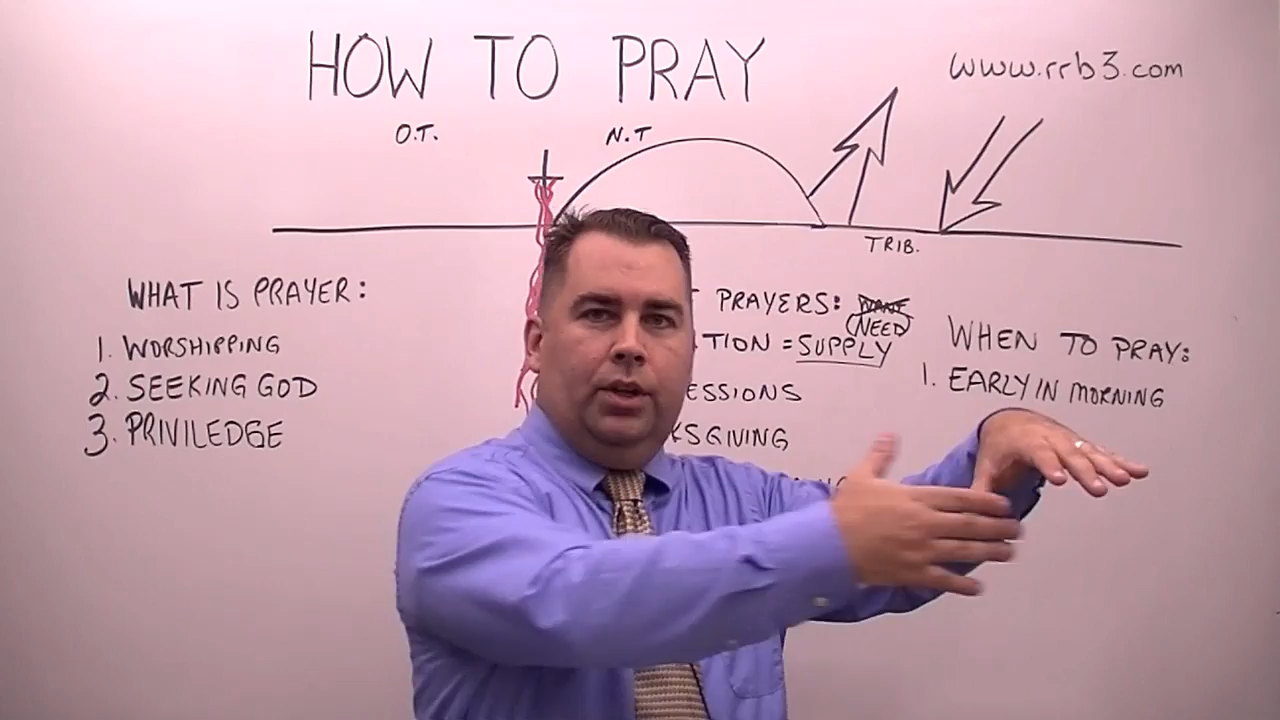 HOW TO PRAY
www.rrb3.com
O.T.
N.T
TRIB.
WHAT IS PRAYER:
1. WORSHIPPING
2. SEEKING GOD
3. PRIVILEDGE
PRAYERS: WANT
NEED
TION = SUPPLY
ESSIONS
KSGIVING
WHEN TO PRAY:
1. EARLY IN MORNING